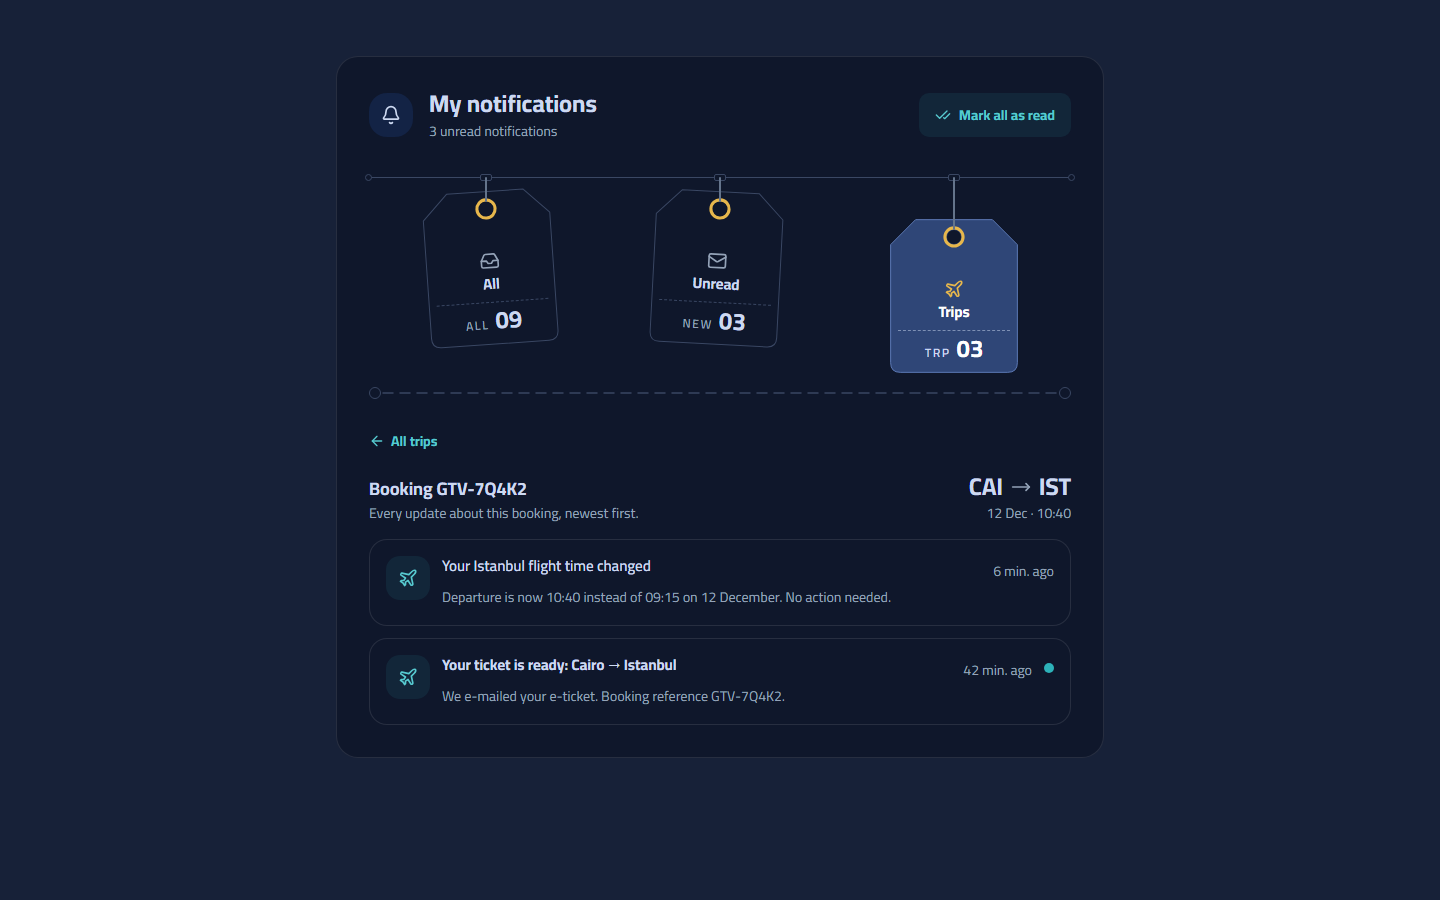 My notifications
3 unread notifications
Mark all as read
All
ALL 09
Unread
NEW 03
Trips
TRP 03
All trips
Booking GTV-7Q4K2
CAI → IST
Every update about this booking, newest first.
12 Dec · 10:40
Your Istanbul flight time changed
6 min. ago
Departure is now 10:40 instead of 09:15 on 12 December. No action needed.
Your ticket is ready: Cairo → Istanbul
42 min. ago
We e-mailed your e-ticket. Booking reference GTV-7Q4K2.